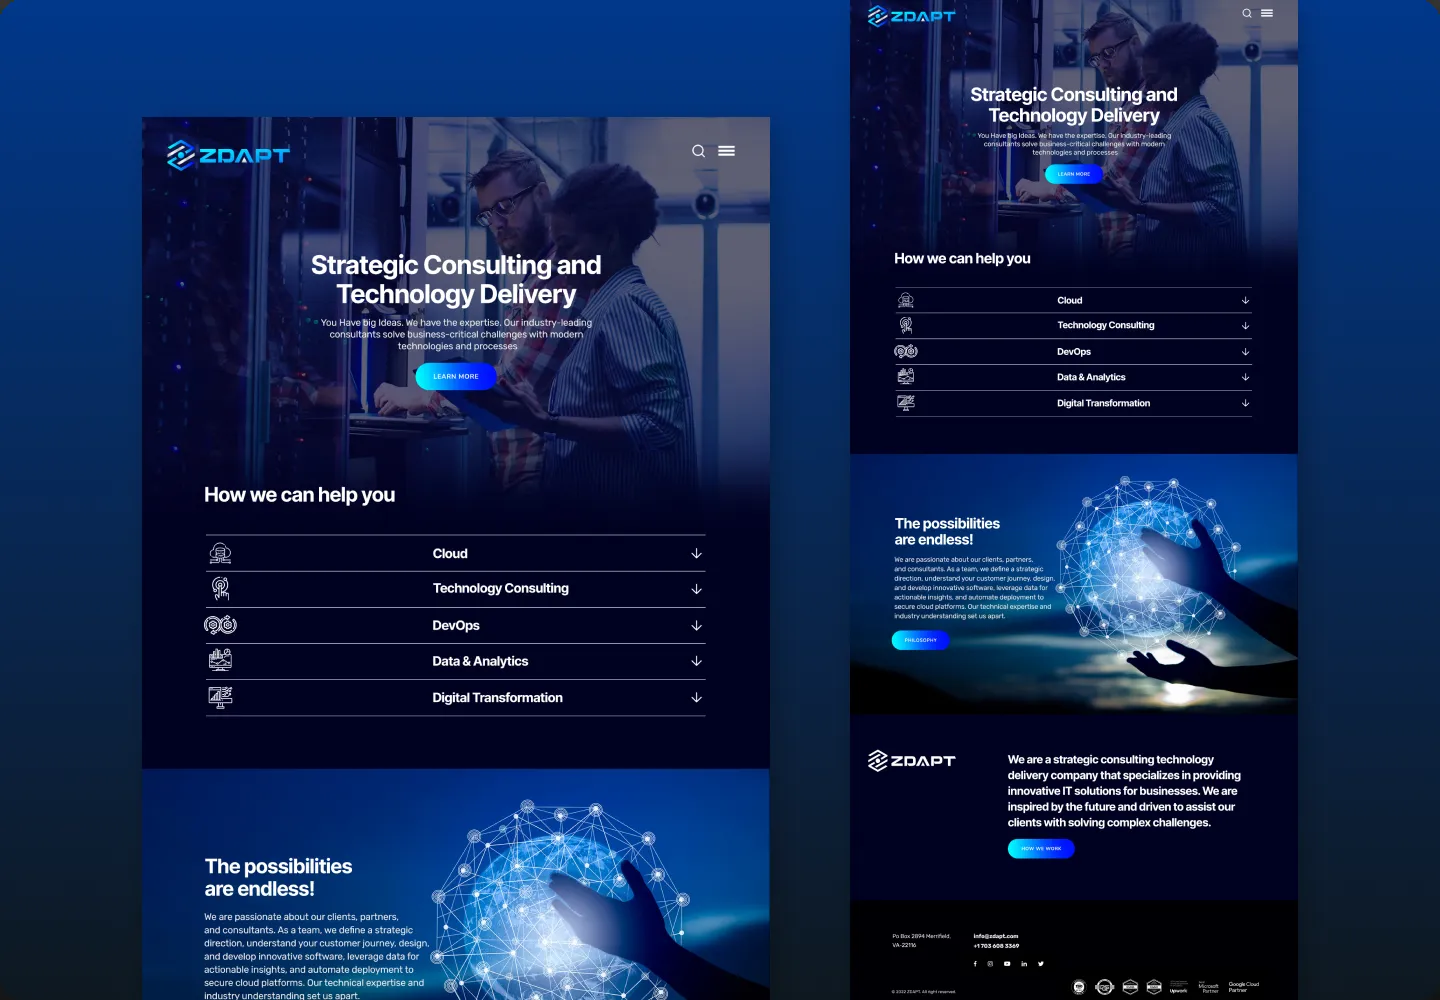 ZDAPT
Strategic Consulting and
Technology Delivery
You Have big Ideas. We have the expertise. Our industry-leading
consultants solve business-critical challenges with modern
technologies and processes
LEARN MORE
How we can help you
Cloud
Technology Consulting
DevOps
Data & Analytics
Digital Transformation
The possibilities
are endless!
We are passionate about our clients, partners,
and consultants. As a team, we define a strategic
direction, understand your customer journey, design,
and develop innovative software, leverage data for
actionable insights, and automate deployment to
secure cloud platforms. Our technical expertise and
industry understanding set us apart.
ZDAPT
Strategic Consulting and
Technology Delivery
You Have big Ideas. We have the expertise. Our industry-leading
consultants solve business-critical challenges with modern
technologies and processes
LEARN MORE
How we can help you
Cloud
Technology Consulting
DevOps
Data & Analytics
Digital Transformation
The possibilities
are endless!
We are passionate about our clients, partners,
and consultants. As a team, we define a strategic
direction, understand your customer journey, design,
and develop innovative software, leverage data for
actionable insights, and automate deployment to
secure cloud platforms. Our technical expertise and
industry understanding set us apart.
PHILOSOPHY
ZDAPT
We are a strategic consulting technology
delivery company that specializes in providing
innovative IT solutions for businesses. We are
inspired by the future and driven to assist our
clients with solving complex challenges.
HOW WE WORK
Po Box 2894 Merrifield,
VA-22116
info@zdapt.com
+1 703 608 3369
© 2022 ZDAPT. All right reserved.
Upwork
Microsoft
Partner
Google Cloud
Partner